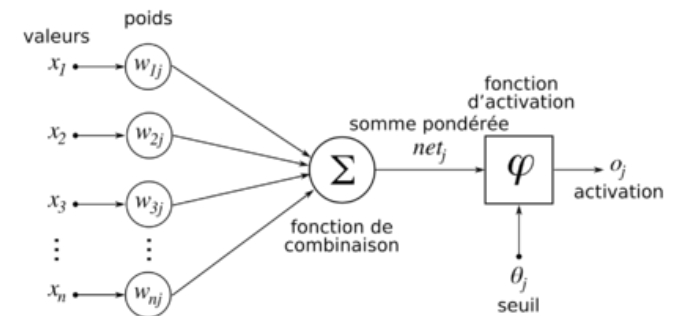 poids
valeurs
x₁
w₁ⱼ
fonction
d'activation
x₂
w₂ⱼ
somme pondérée
netⱼ
Σ
φ
oⱼ
activation
x₃
w₃ⱼ
fonction de
combinaison
⋮
⋮
xₙ
wₙⱼ
θⱼ
seuil